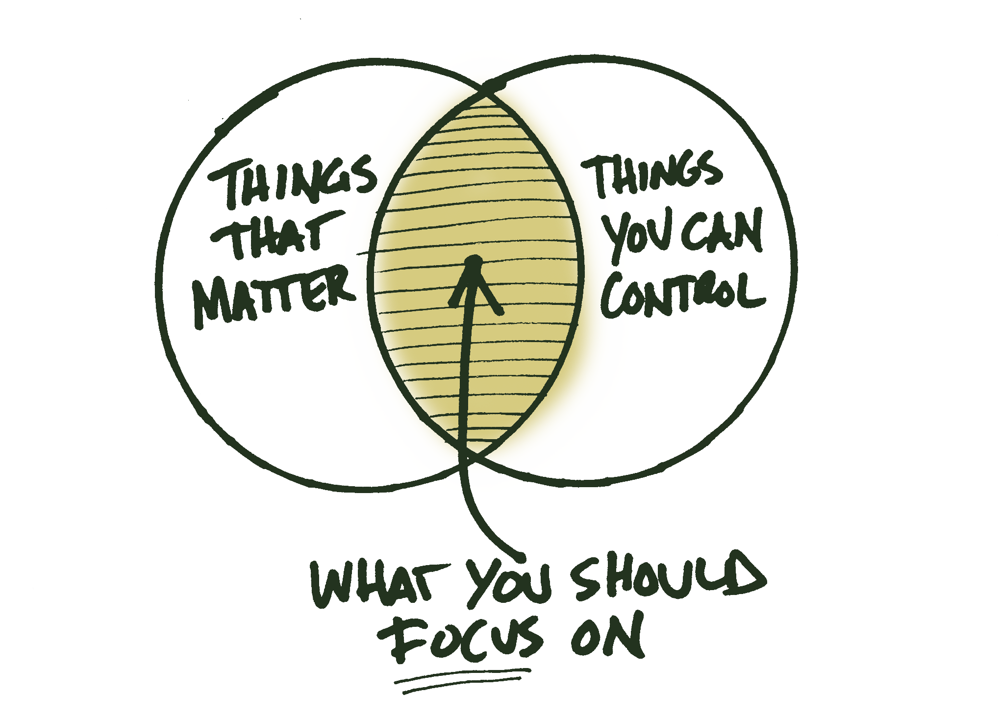 THINGS
THAT
MATTER
THINGS
YOU CAN
CONTROL
WHAT YOU SHOULD
FOCUS ON